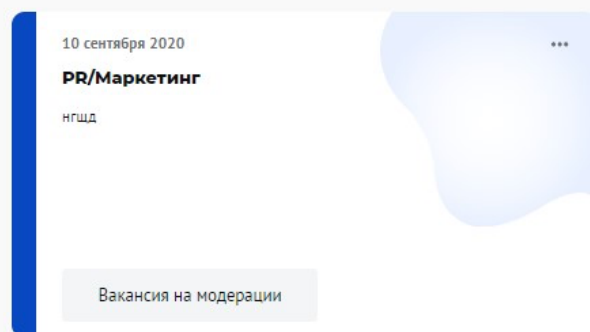 10 сентября 2020
PR/Маркетинг
нгщд
Вакансия на модерации